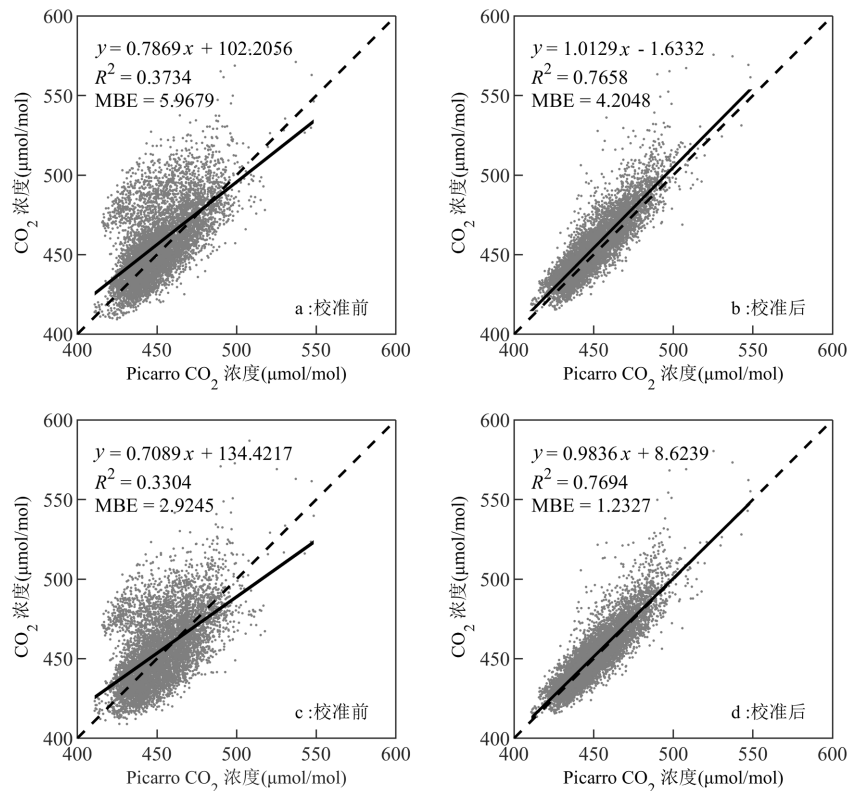 600
550
500
450
400
CO2 浓度(μmol/mol)
y = 0.7869x + 102.2056
R2 = 0.3734
MBE = 5.9679
a :校准前
400 450 500 550 600
Picarro CO2 浓度(μmol/mol)
600
550
500
450
400
CO2 浓度(μmol/mol)
y = 1.0129x - 1.6332
R2 = 0.7658
MBE = 4.2048
b :校准后
400 450 500 550 600
Picarro CO2 浓度(μmol/mol)
600
550
500
450
400
CO2 浓度(μmol/mol)
y = 0.7089x + 134.4217
R2 = 0.3304
MBE = 2.9245
c :校准前
400 450 500 550 600
Picarro CO2 浓度(μmol/mol)
600
550
500
450
400
CO2 浓度(μmol/mol)
y = 0.9836x + 8.6239
R2 = 0.7694
MBE = 1.2327
d :校准后
400 450 500 550 600
Picarro CO2 浓度(μmol/mol)